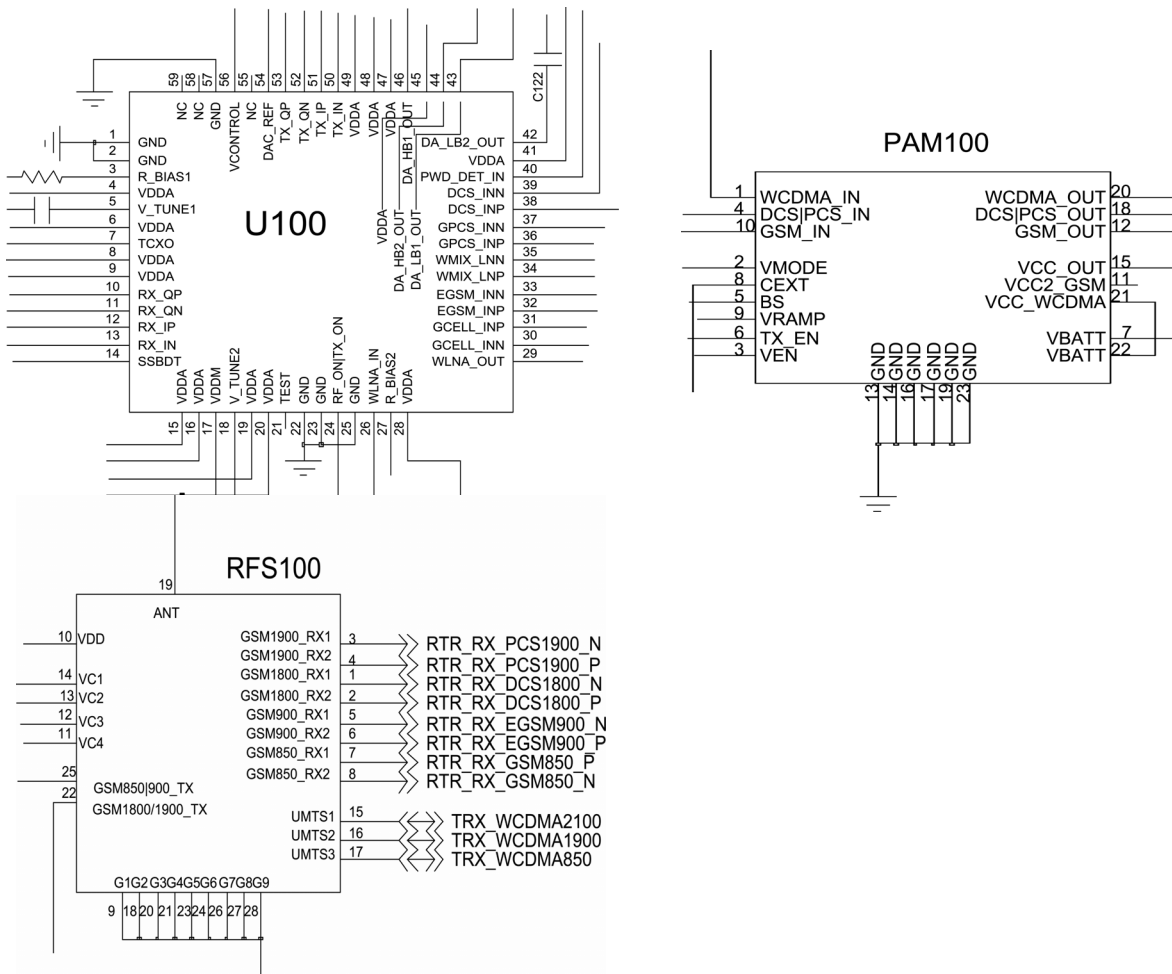 59 58 57 56 55 54 53 52 51 50 49 48 47 46 45 44 43
NC NC GND VCONTROL NC DAC_REF TX_QP TX_QN TX_IP TX_IN VDDA VDDA VDDA DA_HB1_OUT
VDDA DA_HB2_OUT DA_LB1_OUT
C122
U100
1 GND
2 GND
3 R_BIAS1
4 VDDA
5 V_TUNE1
6 VDDA
7 TCXO
8 VDDA
9 VDDA
10 RX_QP
11 RX_QN
12 RX_IP
13 RX_IN
14 SSBDT
DA_LB2_OUT 42
VDDA 41
PWD_DET_IN 40
DCS_INN 39
DCS_INP 38
GPCS_INN 37
GPCS_INP 36
WMIX_LNN 35
WMIX_LNP 34
EGSM_INN 33
EGSM_INP 32
GCELL_INP 31
GCELL_INN 30
WLNA_OUT 29
VDDA VDDA VDDM V_TUNE2 VDDA VDDA TEST GND GND RF_ON|TX_ON GND WLNA_IN R_BIAS2 VDDA
15 16 17 18 19 20 21 22 23 24 25 26 27 28
PAM100
1 WCDMA_IN
4 DCS|PCS_IN
10 GSM_IN
2 VMODE
8 CEXT
5 BS
9 VRAMP
6 TX_EN
3 VEN
WCDMA_OUT 20
DCS|PCS_OUT 18
GSM_OUT 12
VCC_OUT 15
VCC2_GSM 11
VCC_WCDMA 21
VBATT 7
VBATT 22
GND GND GND GND GND GND
13 14 16 17 19 23
RFS100
19
ANT
10 VDD
14 VC1
13 VC2
12 VC3
11 VC4
25 GSM850|900_TX
22 GSM1800/1900_TX
GSM1900_RX1 3 RTR_RX_PCS1900_N
GSM1900_RX2 4 RTR_RX_PCS1900_P
GSM1800_RX1 1 RTR_RX_DCS1800_N
GSM1800_RX2 2 RTR_RX_DCS1800_P
GSM900_RX1 5 RTR_RX_EGSM900_N
GSM900_RX2 6 RTR_RX_EGSM900_P
GSM850_RX1 7 RTR_RX_GSM850_P
GSM850_RX2 8 RTR_RX_GSM850_N
UMTS1 15 TRX_WCDMA2100
UMTS2 16 TRX_WCDMA1900
UMTS3 17 TRX_WCDMA850
G1 G2 G3 G4 G5 G6 G7 G8 G9
9 18 20 21 23 24 26 27 28